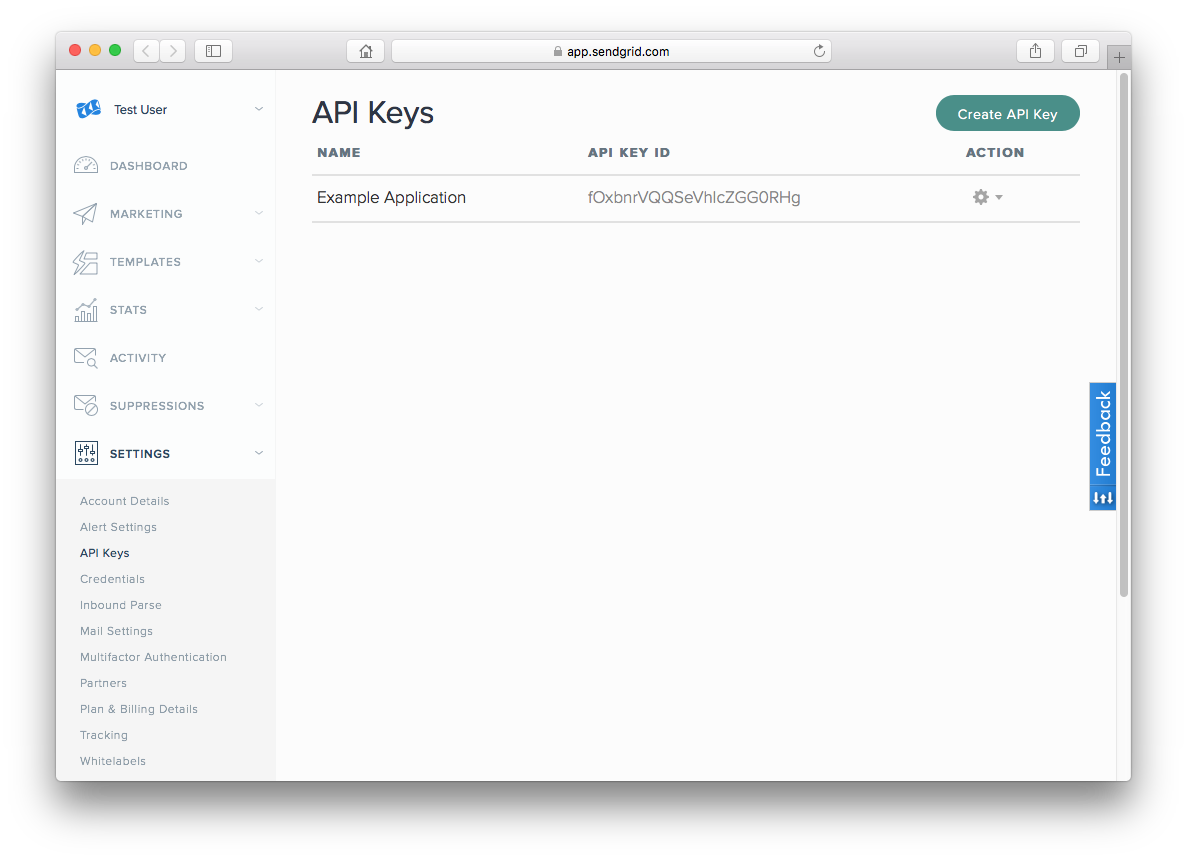 app.sendgrid.com
Test User
DASHBOARD
MARKETING
TEMPLATES
STATS
ACTIVITY
SUPPRESSIONS
SETTINGS
Account Details
Alert Settings
API Keys
Credentials
Inbound Parse
Mail Settings
Multifactor Authentication
Partners
Plan & Billing Details
Tracking
Whitelabels
API Keys
Create API Key
NAME API KEY ID ACTION
Example Application fOxbnrVQQSeVhIcZGG0RHg
Feedback